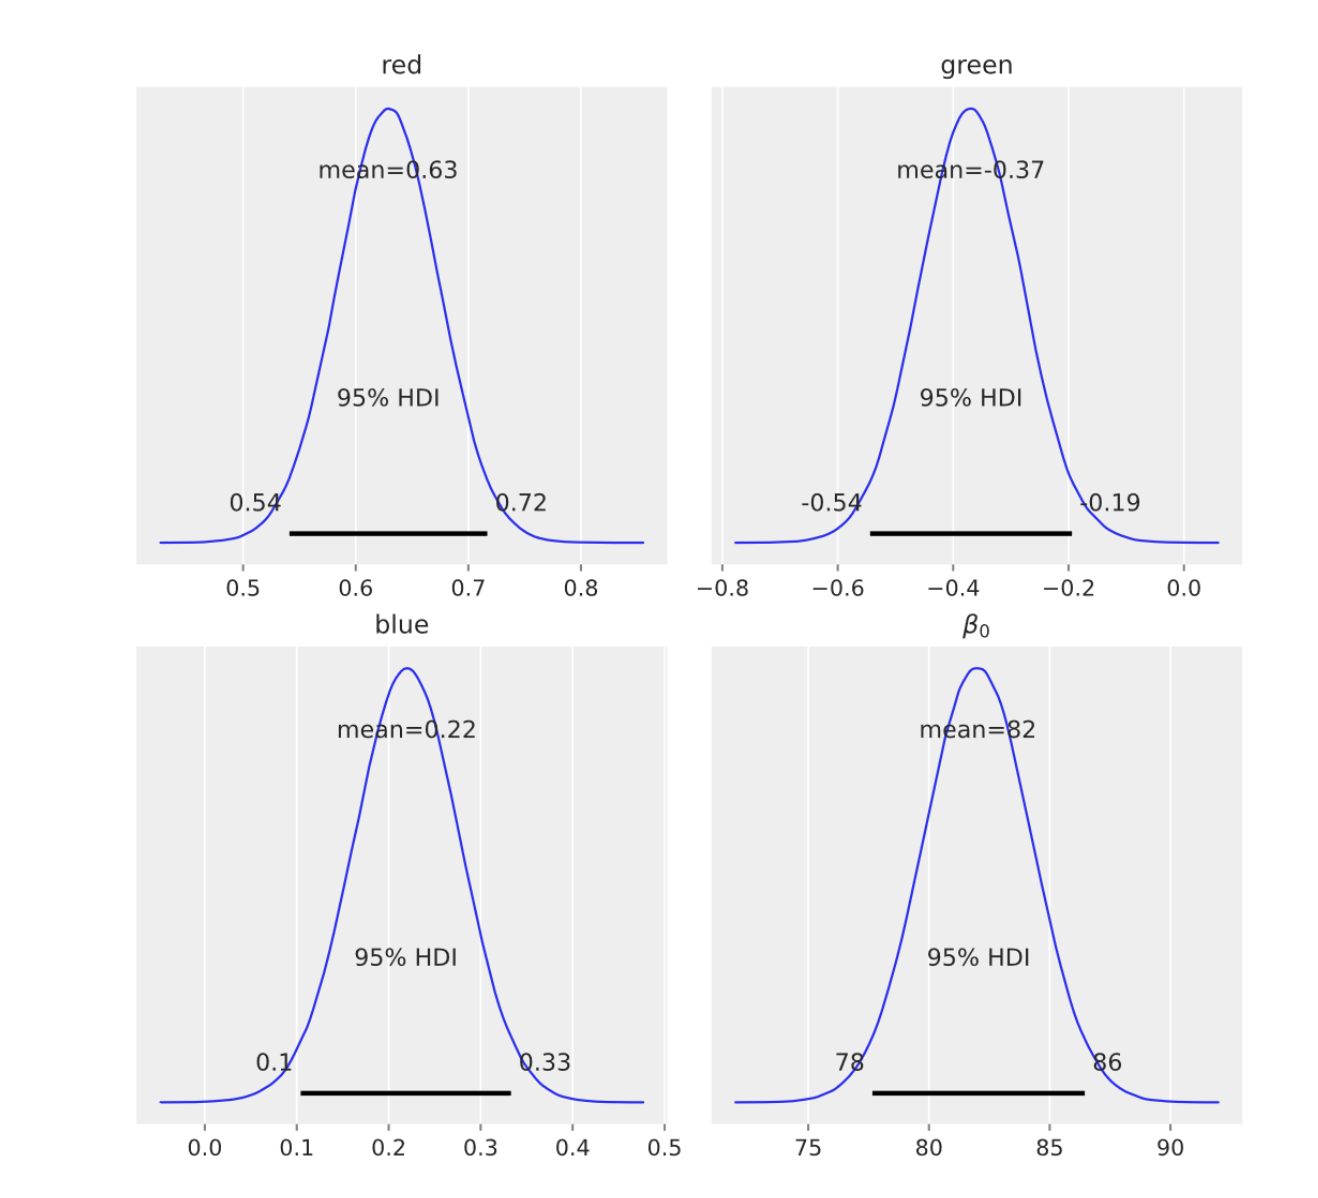 red
mean=0.63
95% HDI
0.54 0.72
0.5 0.6 0.7 0.8
green
mean=-0.37
95% HDI
-0.54 -0.19
−0.8 −0.6 −0.4 −0.2 0.0
blue
mean=0.22
95% HDI
0.1 0.33
0.0 0.1 0.2 0.3 0.4 0.5
β₀
mean=82
95% HDI
78 86
75 80 85 90